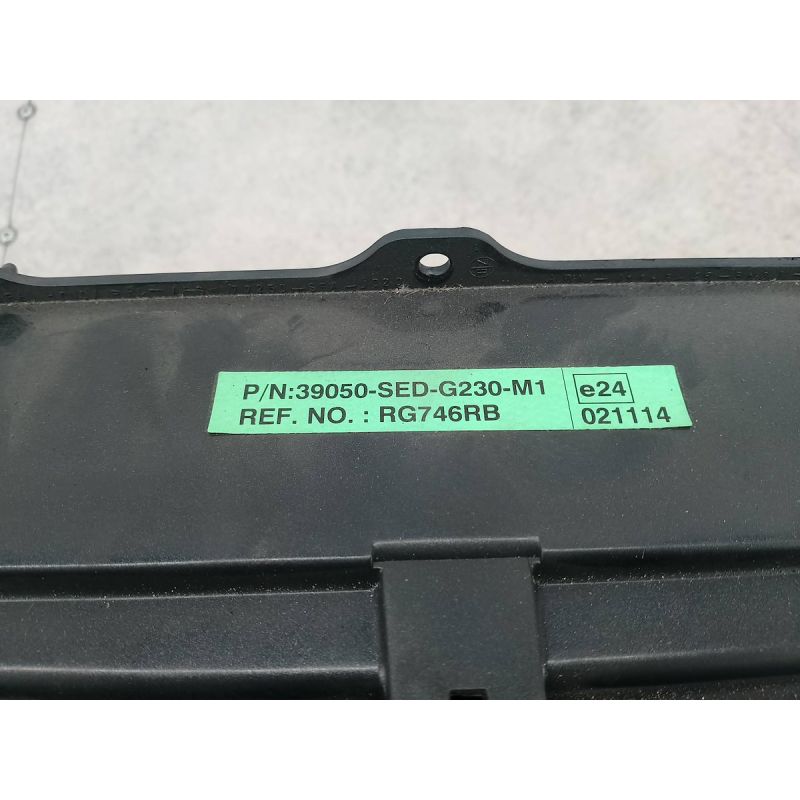 P/N:39050-SED-G230-M1 e24
REF. NO. : RG746RB 021114